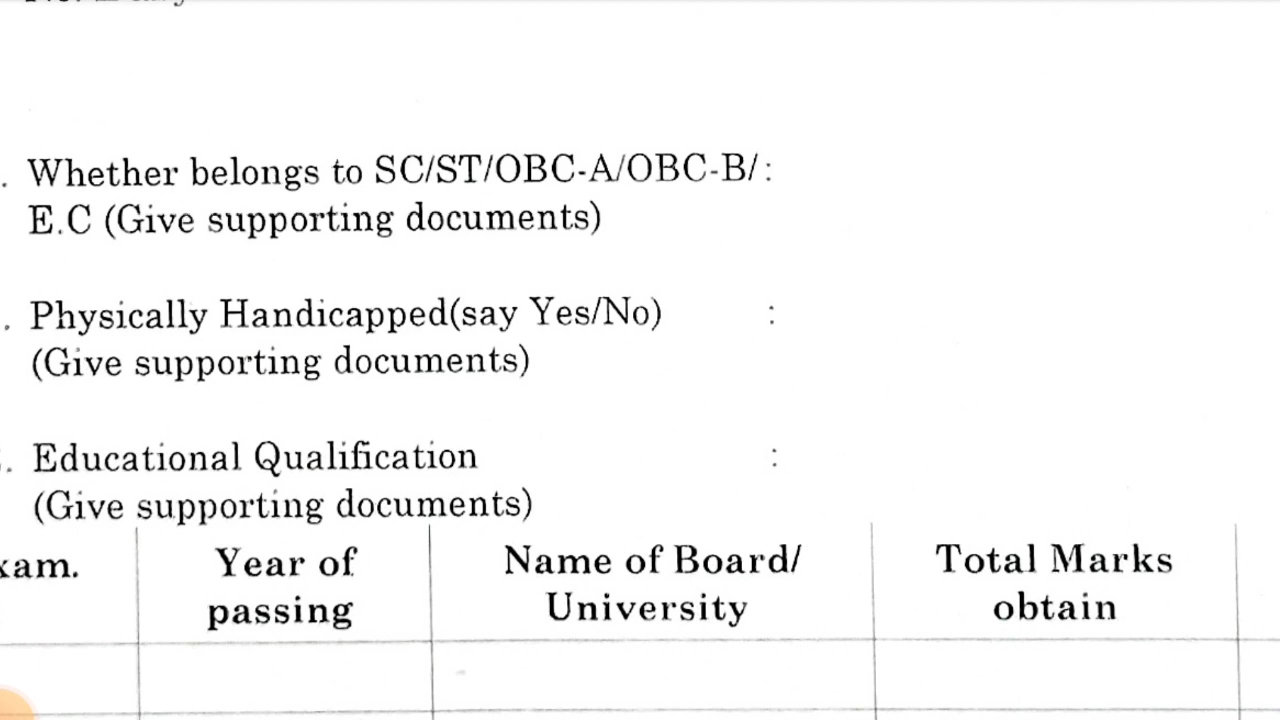 . Whether belongs to SC/ST/OBC-A/OBC-B/:
E.C (Give supporting documents)
. Physically Handicapped(say Yes/No) :
(Give supporting documents)
. Educational Qualification :
(Give supporting documents)
xam. Year of passing Name of Board/ University Total Marks obtain